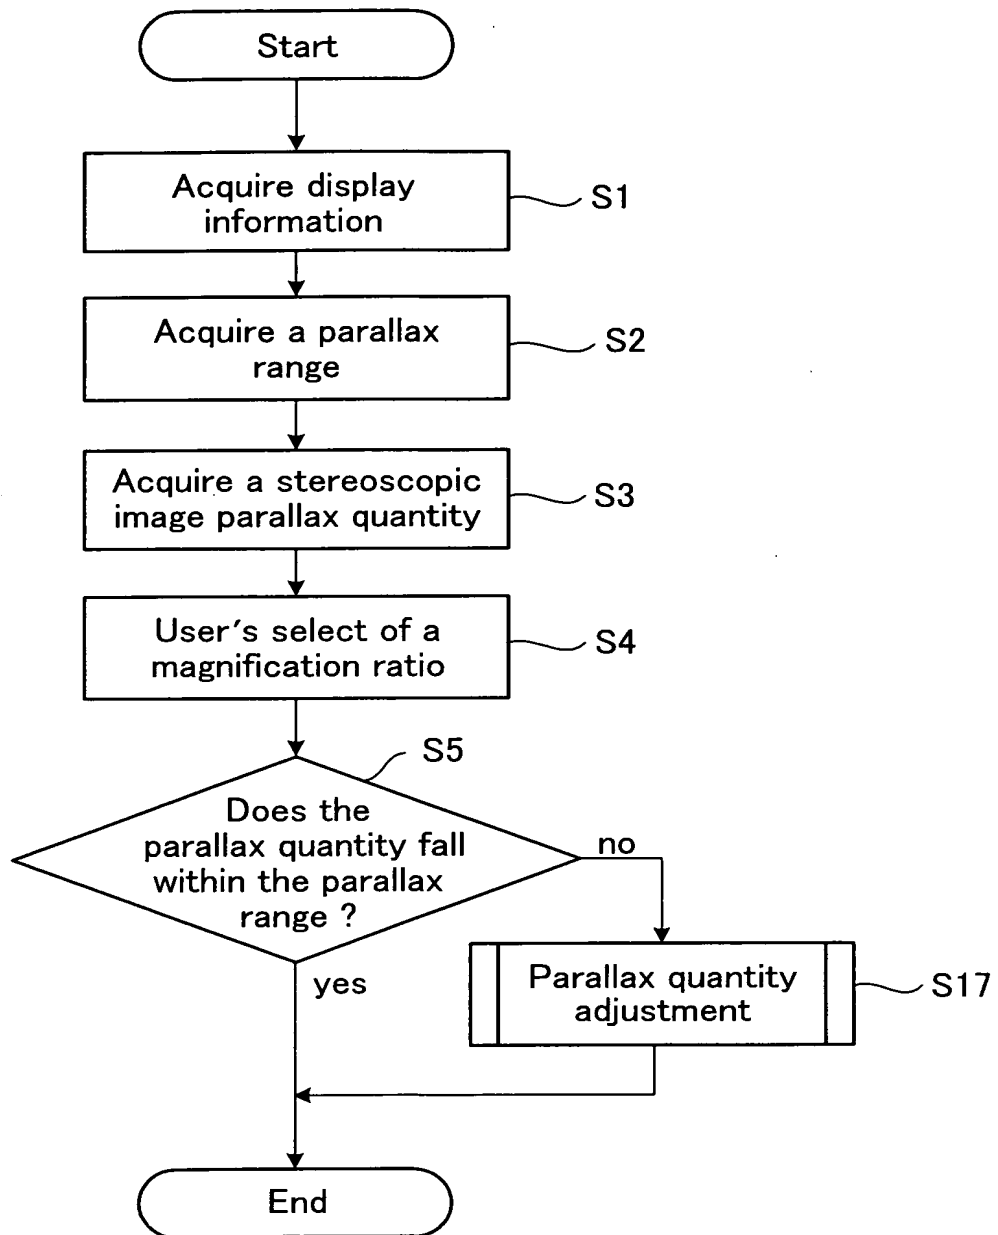 Start
Acquire display
information
S1
Acquire a parallax
range
S2
Acquire a stereoscopic
image parallax quantity
S3
User's select of a
magnification ratio
S4
S5
Does the
parallax quantity fall
within the parallax
range ?
no
yes
Parallax quantity
adjustment
S17
End